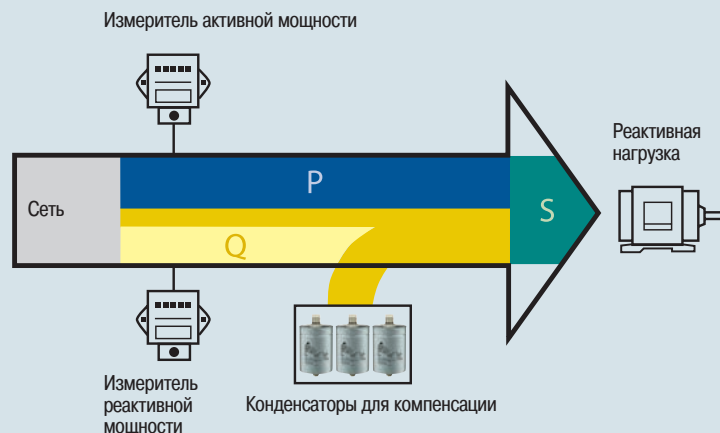 Измеритель активной мощности
Реактивная
нагрузка
P
Сеть
S
Q
Измеритель
реактивной
мощности
Конденсаторы для компенсации